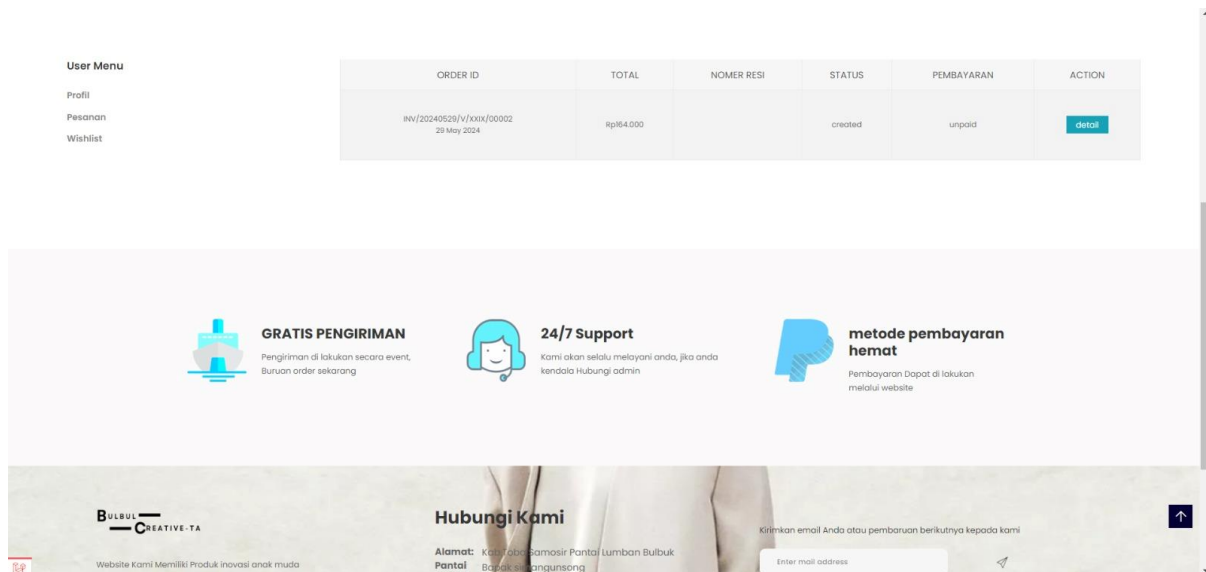 User Menu
Profil
Pesanan
Wishlist
ORDER ID TOTAL NOMER RESI STATUS PEMBAYARAN ACTION
INV/20240529/V/XXIX/00002 Rp164.000 created unpaid detail
29 May 2024
GRATIS PENGIRIMAN
Pengiriman di lakukan secara event,
Buruan order sekarang
24/7 Support
Kami akan selalu melayani anda, jika anda
kendala Hubungi admin
metode pembayaran
hemat
Pembayaran Dapat di lakukan
melalui website
BULBUL
CREATIVE-TA
Website Kami Memiliki Produk inovasi anak muda
Hubungi Kami
Alamat: Kab.Toba Samosir Pantai Lumban Bulbuk
Pantai Bapak
Kirimkan email Anda atau pembaruan berikutnya kepada kami
Enter mail address